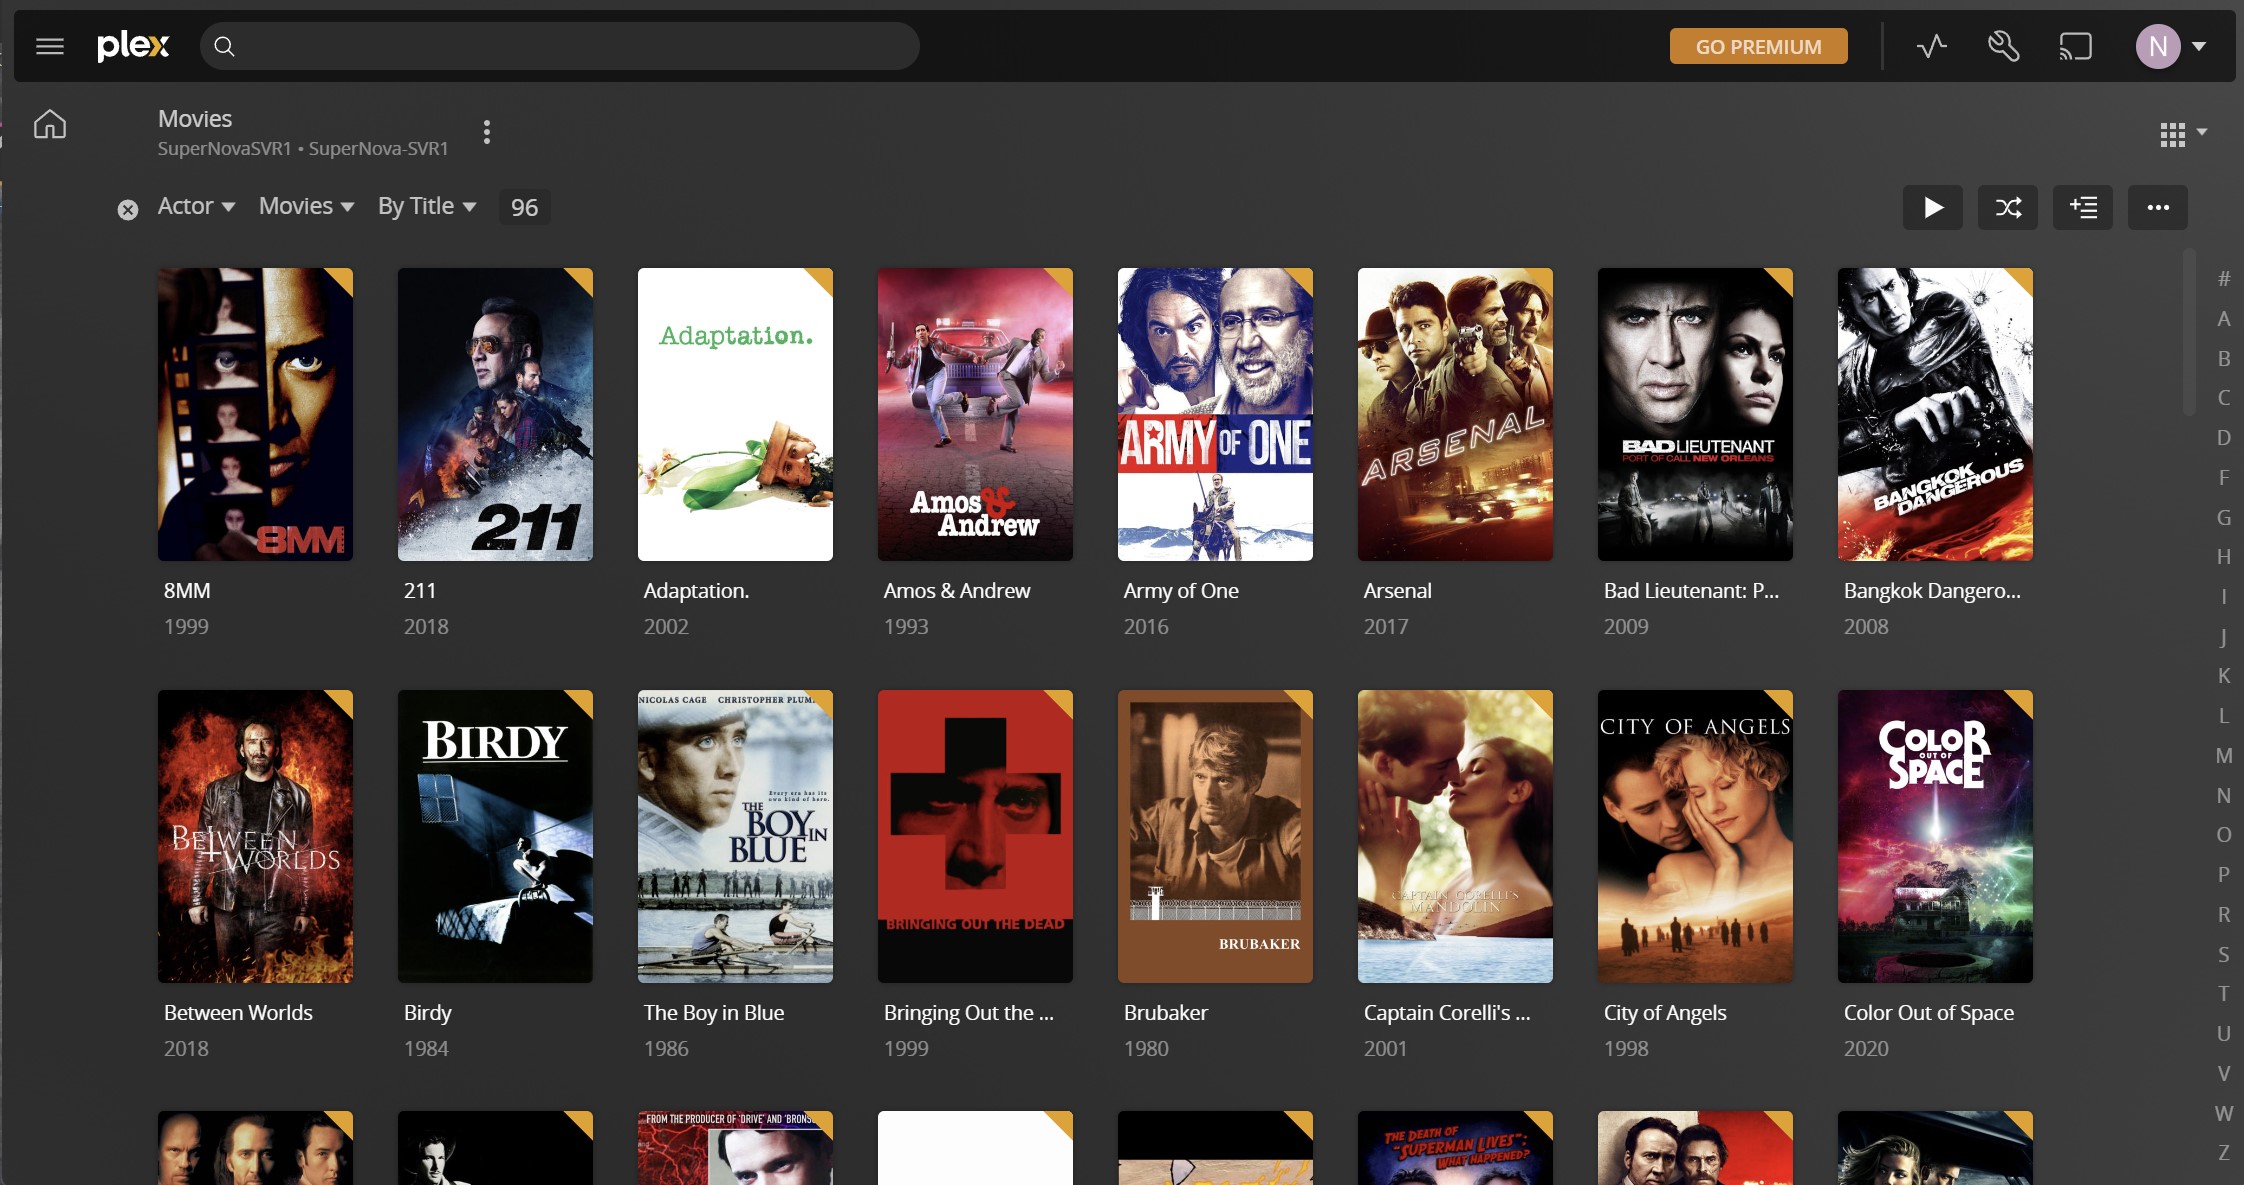 plex
GO PREMIUM
N
Movies
SuperNovaSVR1 • SuperNova-SVR1
Actor Movies By Title 96
8MM
211
Adaptation.
Amos & Andrew
ARMY OF ONE
ARSENAL
BAD LIEUTENANT
PORT OF CALL NEW ORLEANS
BANGKOK
DANGEROUS
8MM
211
Adaptation.
Amos & Andrew
Army of One
Arsenal
Bad Lieutenant: P...
Bangkok Dangero...
1999
2018
2002
1993
2016
2017
2009
2008
BETWEEN
WORLDS
BIRDY
NICOLAS CAGE CHRISTOPHER PLUM
Every era has its
own kind of hero.
THE
BOY IN
BLUE
BRINGING OUT THE DEAD
BRUBAKER
CAPTAIN CORELLI'S
MANDOLIN
CITY OF ANGELS
COLOR
OUT OF
SPACE
Between Worlds
Birdy
The Boy in Blue
Bringing Out the ...
Brubaker
Captain Corelli's ...
City of Angels
Color Out of Space
2018
1984
1986
1999
1980
2001
1998
2020
FROM THE PRODUCER OF 'DRIVE' AND 'BRONS
THE DEATH OF
"SUPERMAN LIVES":
WHAT HAPPENED?
#
A
B
C
D
F
G
H
I
J
K
L
M
N
O
P
R
S
T
U
V
W
Z